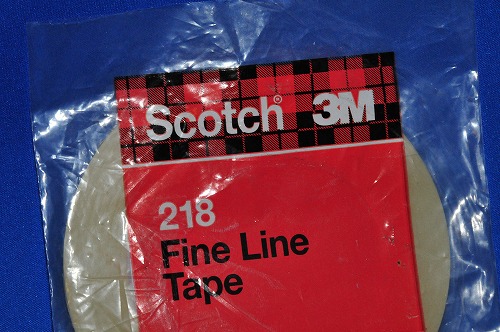 Scotch® 3M
218
Fine Line
Tape